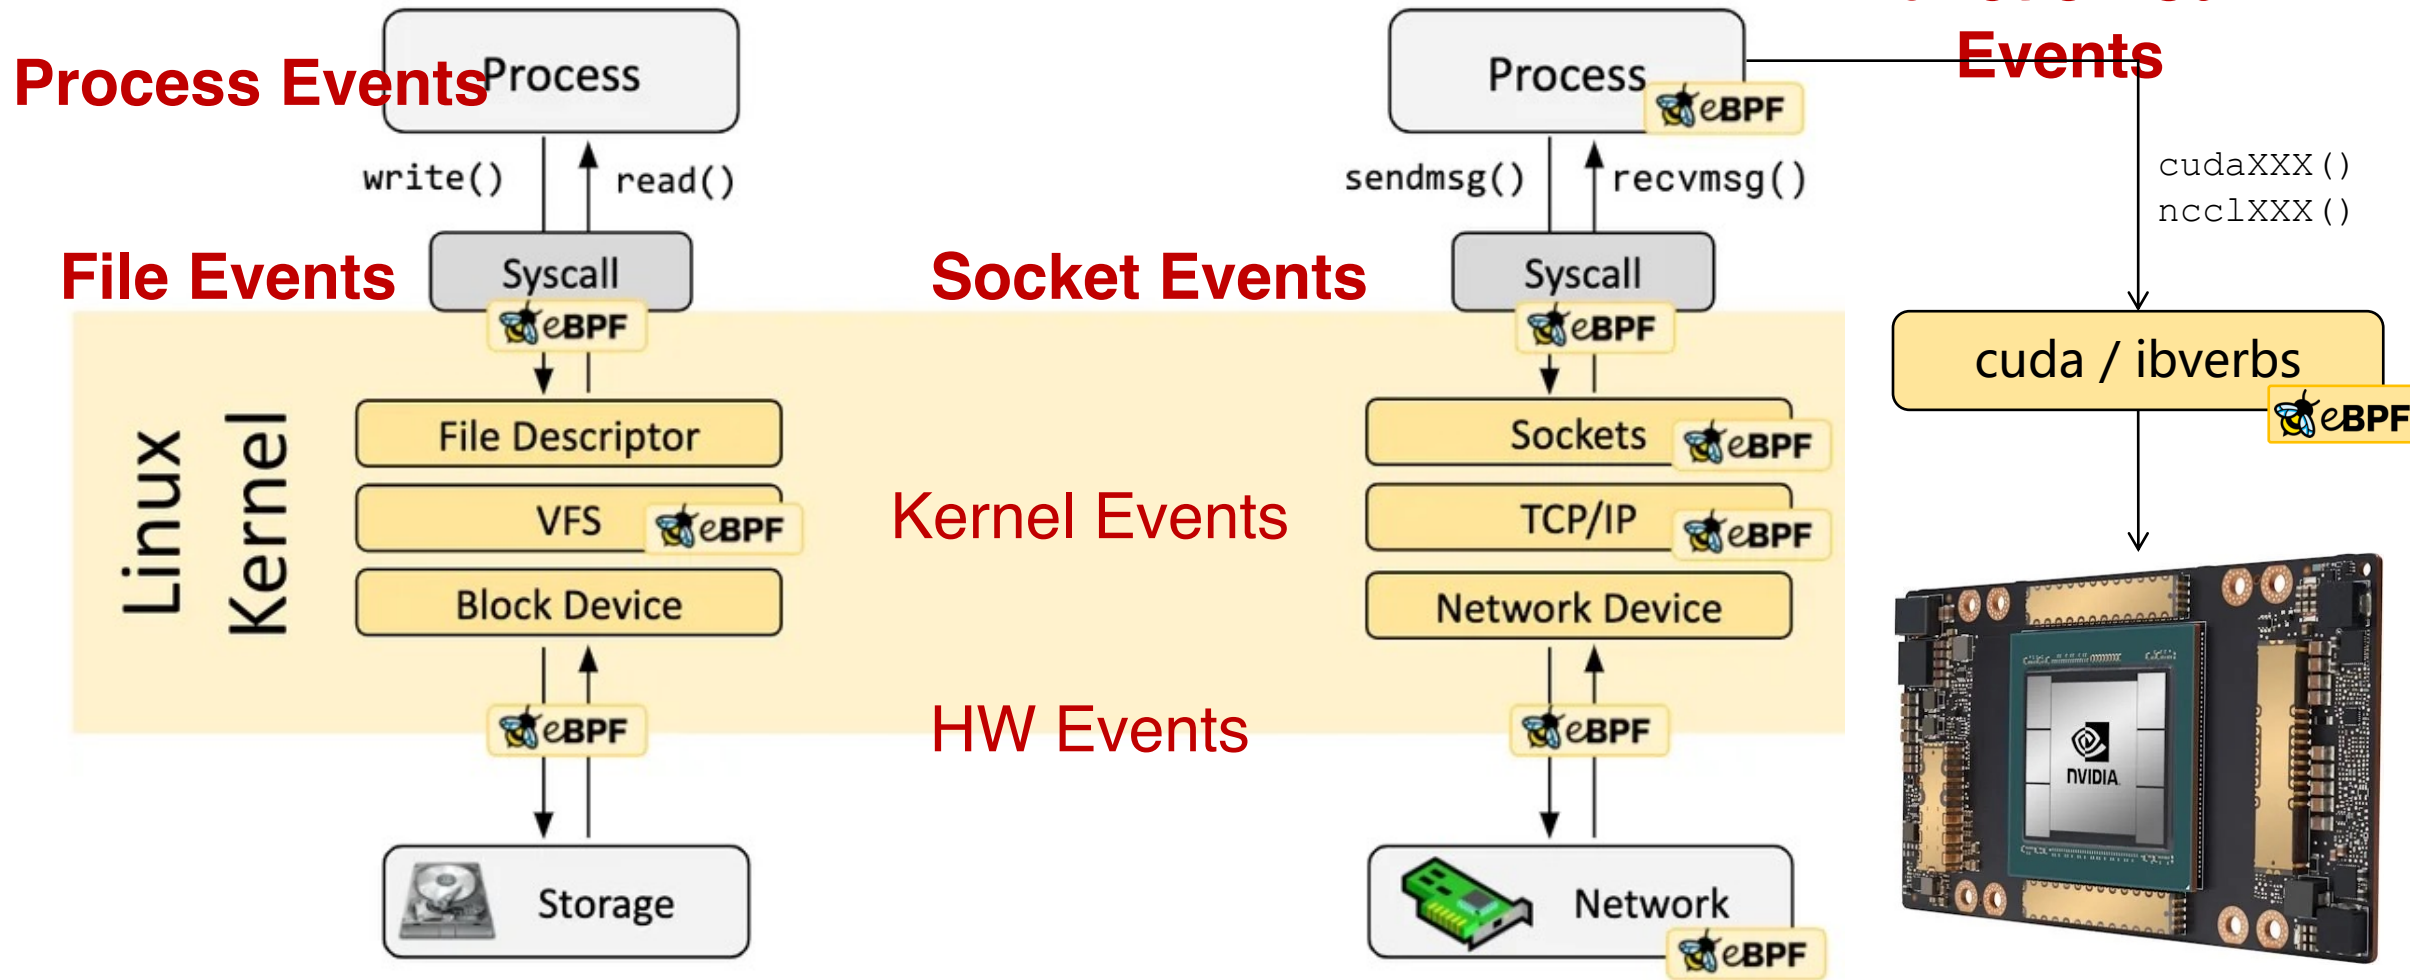 Events
Process Events
Process
Process
eBPF
write()
read()
sendmsg()
recvmsg()
cudaXXX()
ncclXXX()
File Events
Syscall
eBPF
Socket Events
Syscall
eBPF
cuda / ibverbs
eBPF
Linux
Kernel
File Descriptor
VFS
eBPF
Block Device
Kernel Events
Sockets
eBPF
TCP/IP
eBPF
Network Device
HW Events
eBPF
eBPF
NVIDIA
Storage
Network
eBPF